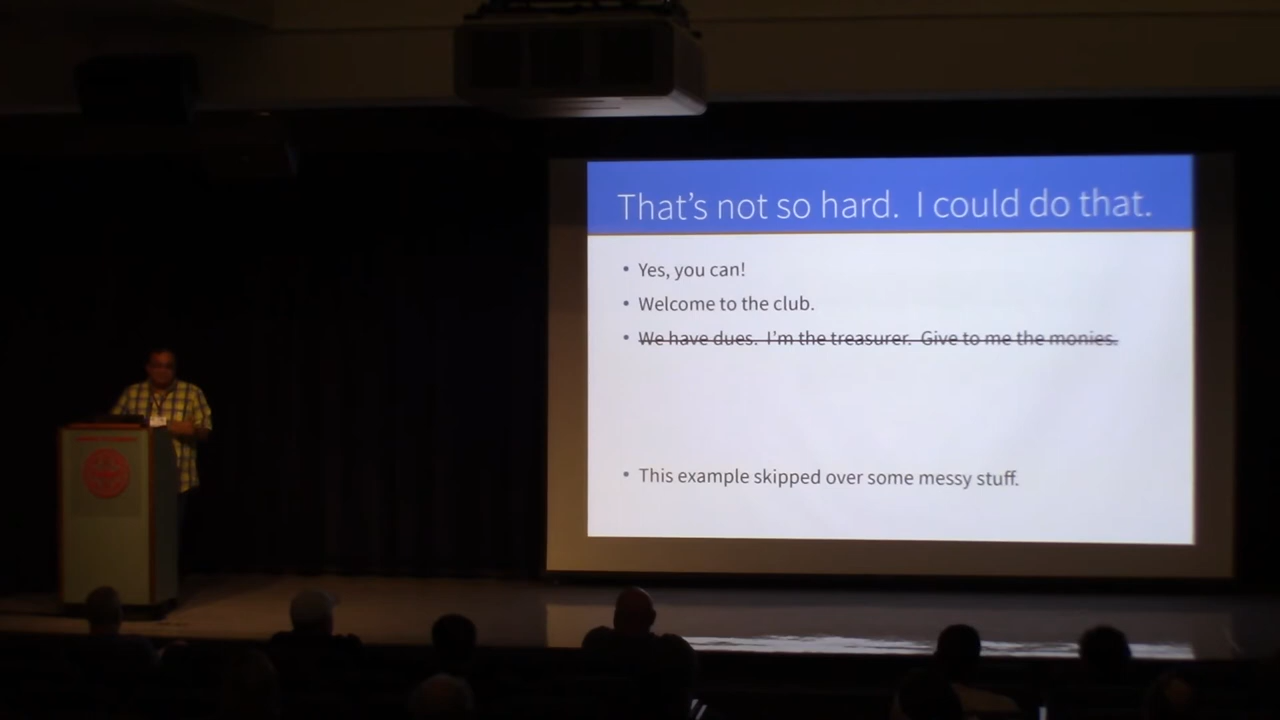 That's not so hard. I could do that.
• Yes, you can!
• Welcome to the club.
• We have dues. I'm the treasurer. Give to me the monies.
• This example skipped over some messy stuff.